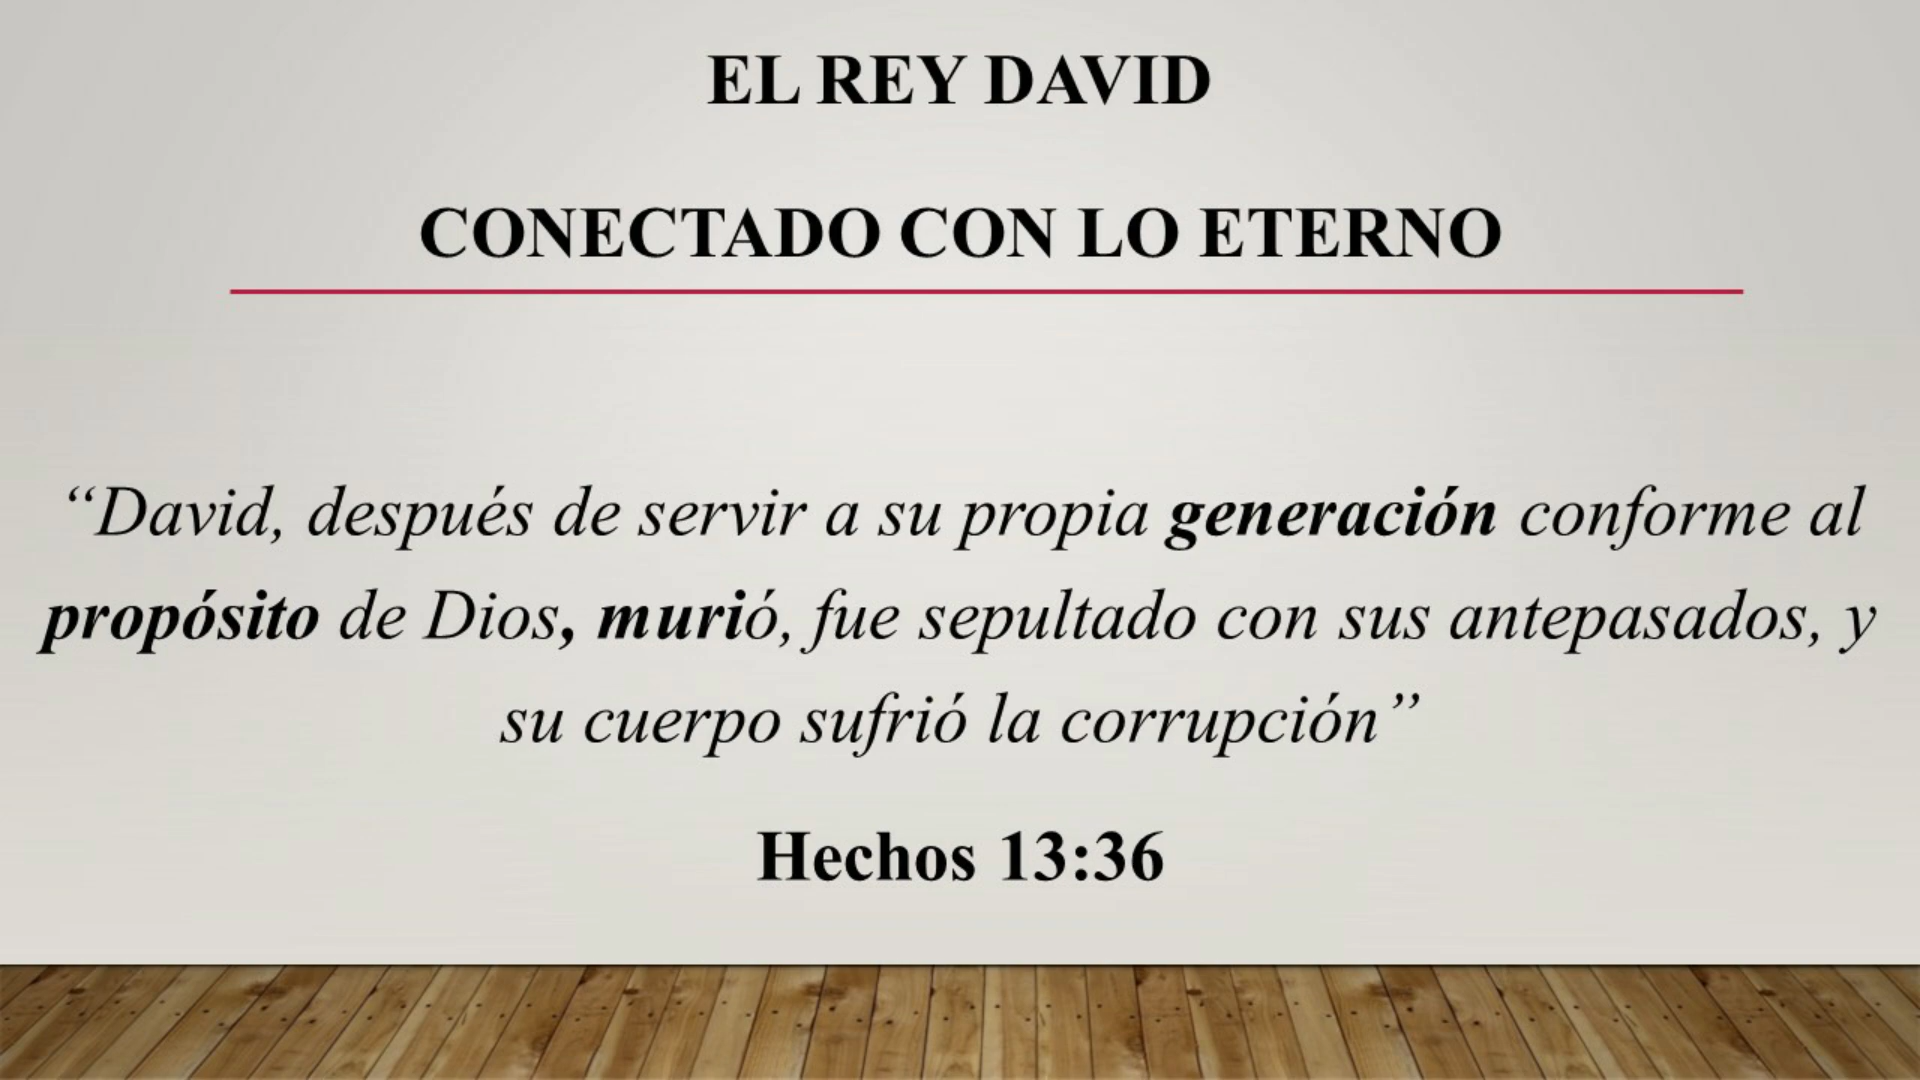 EL REY DAVID
CONECTADO CON LO ETERNO
“David, después de servir a su propia generación conforme al
propósito de Dios, murió, fue sepultado con sus antepasados, y
su cuerpo sufrió la corrupción”
Hechos 13:36